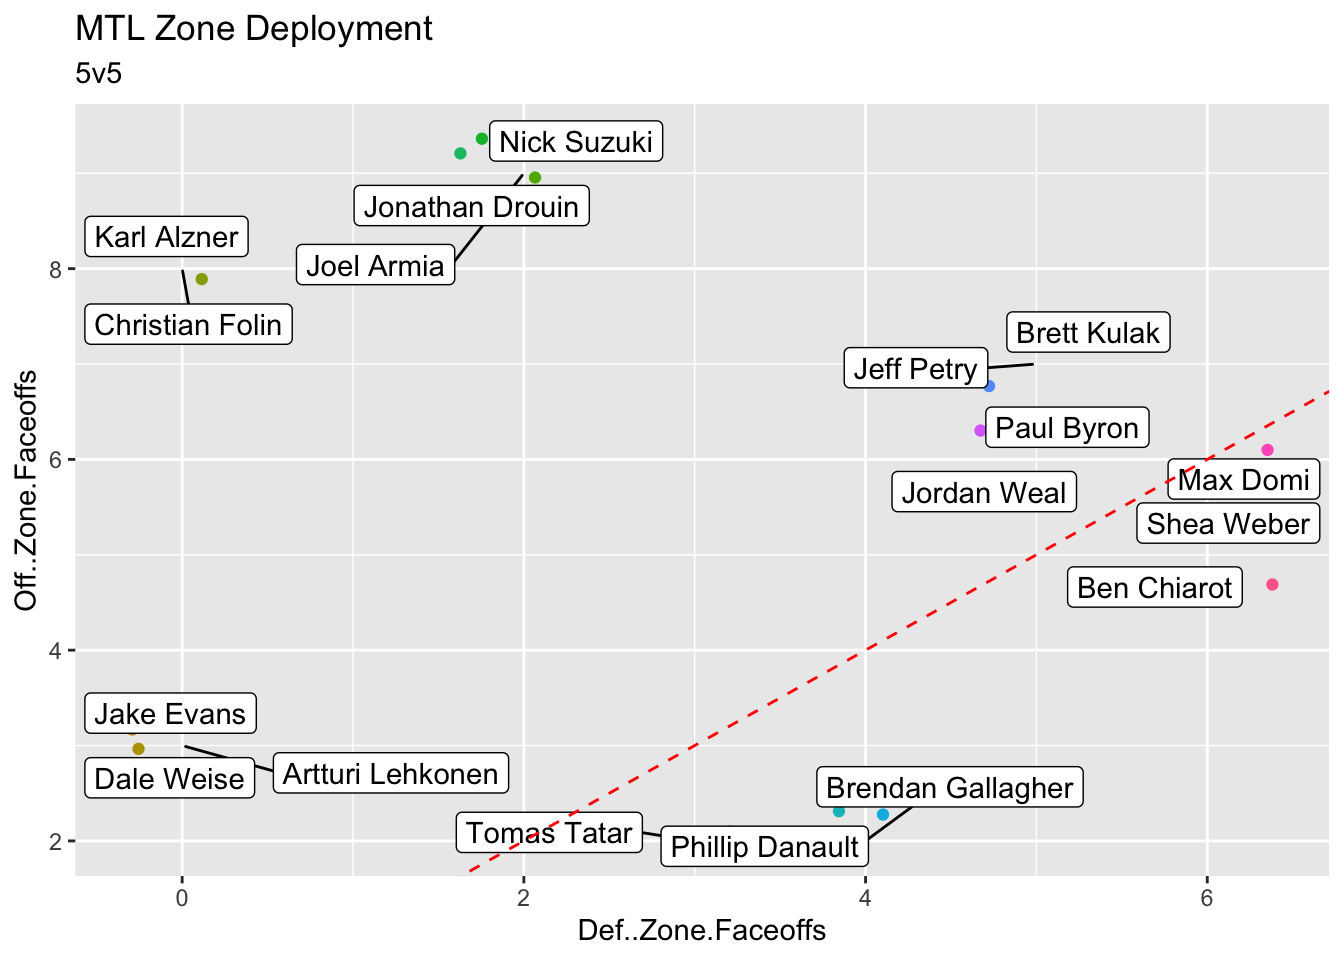 MTL Zone Deployment
5v5
Nick Suzuki
Jonathan Drouin
Karl Alzner
Joel Armia
Christian Folin
Brett Kulak
Jeff Petry
Paul Byron
Max Domi
Jordan Weal
Shea Weber
Ben Chiarot
Jake Evans
Dale Weise
Artturi Lehkonen
Brendan Gallagher
Tomas Tatar
Phillip Danault
8
6
4
2
Off..Zone.Faceoffs
0
2
4
6
Def..Zone.Faceoffs